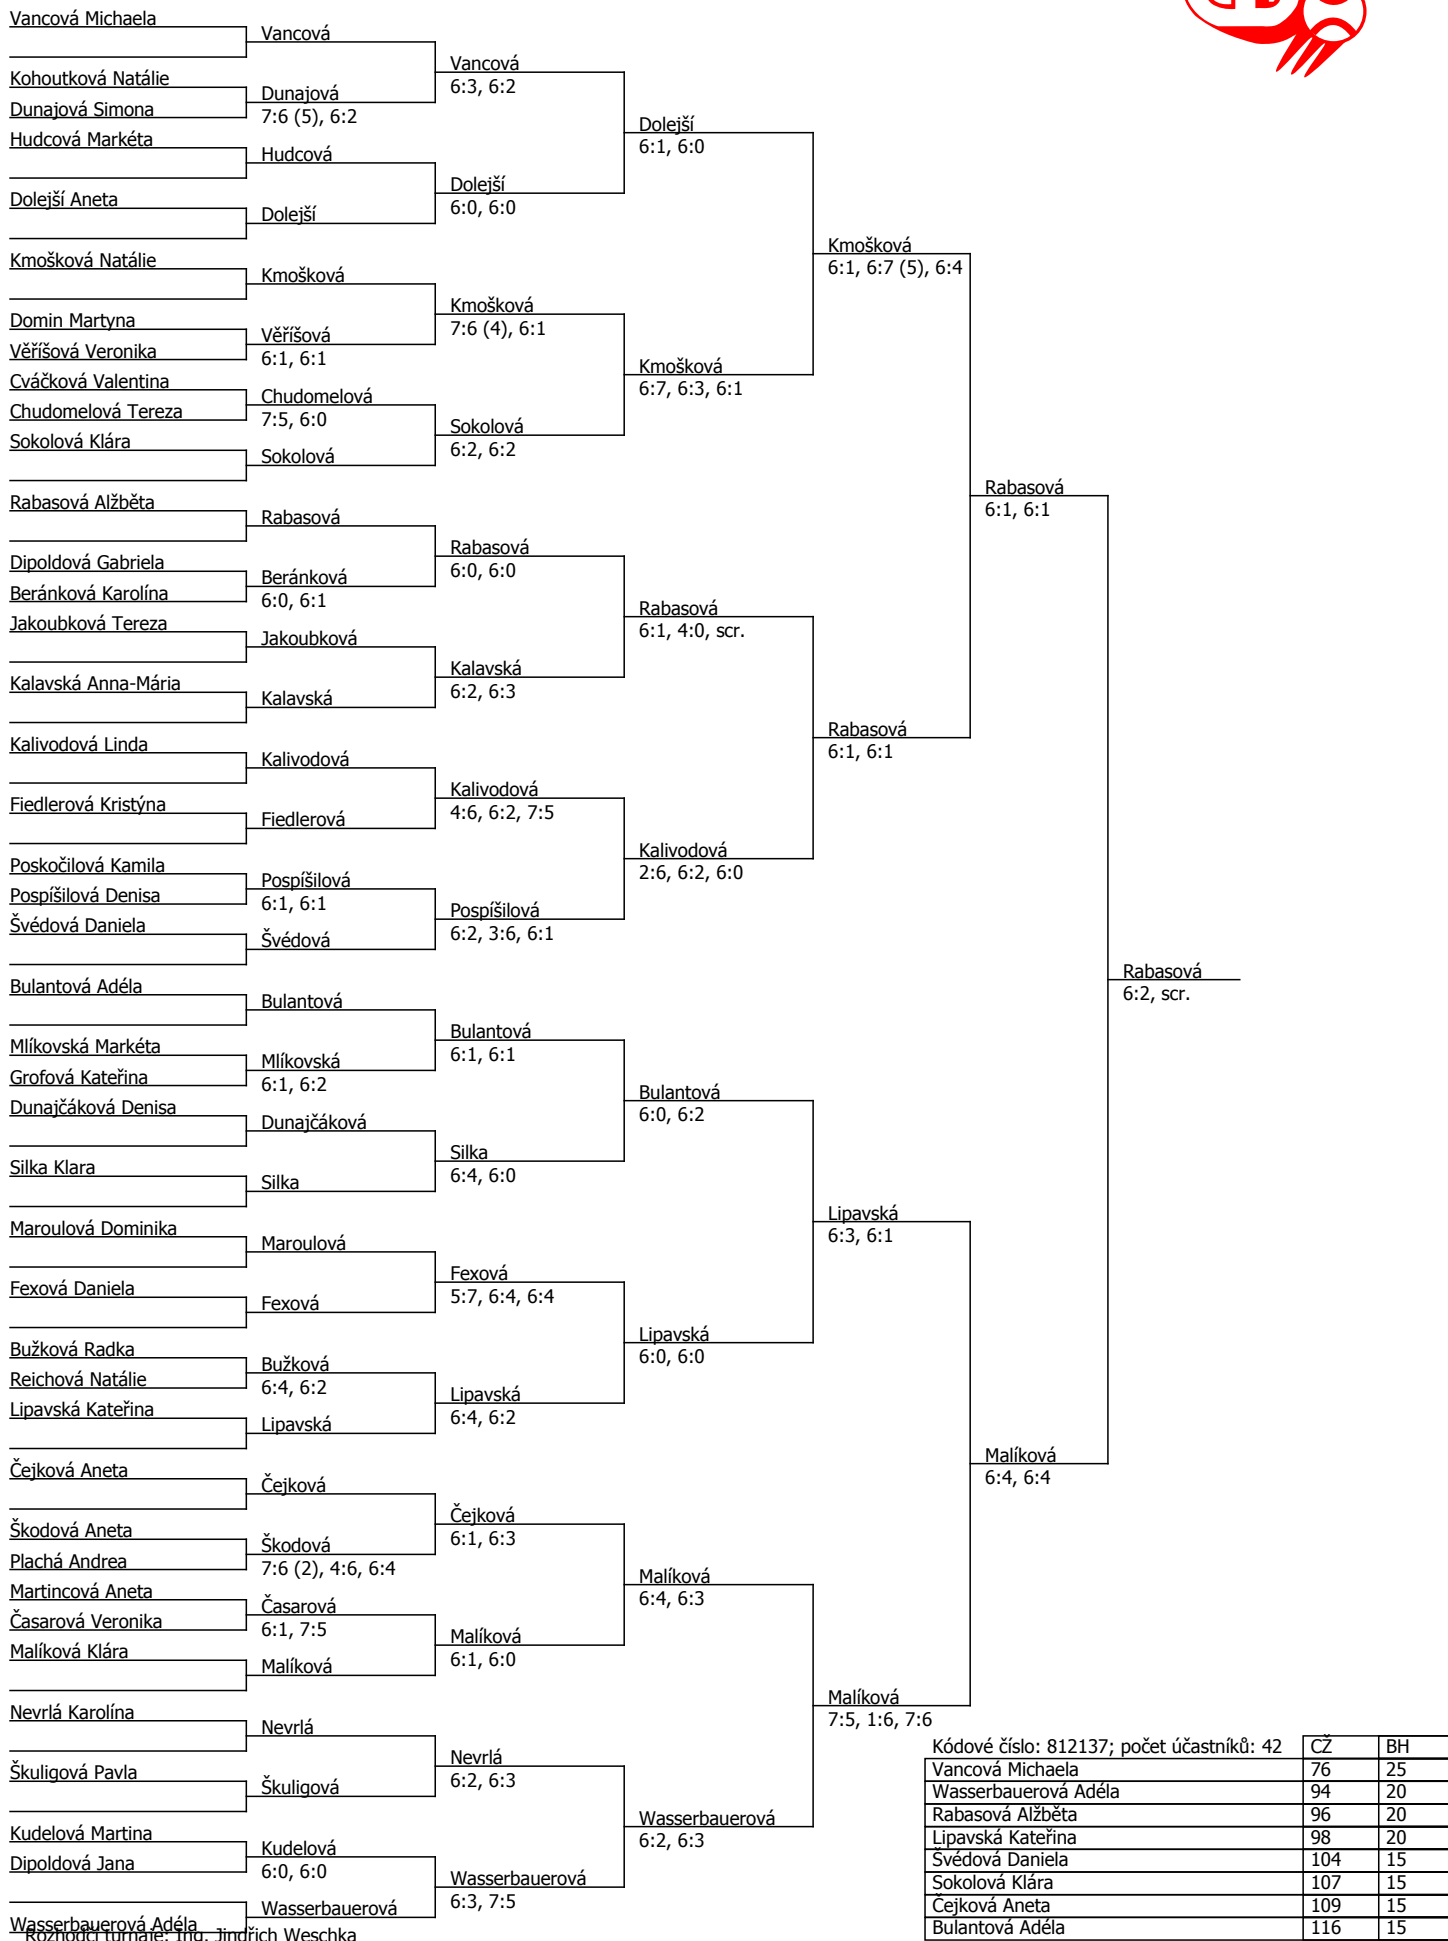 Vancová Michaela
Kohoutková Natálie
Dunajová Simona
Hudcová Markéta
Dolejší Aneta
Kmošková Natálie
Domin Martyna
Věříšová Veronika
Cváčková Valentina
Chudomelová Tereza
Sokolová Klára
Rabasová Alžběta
Dipoldová Gabriela
Beránková Karolína
Jakoubková Tereza
Kalavská Anna-Mária
Kalivodová Linda
Fiedlerová Kristýna
Poskočilová Kamila
Pospíšilová Denisa
Švédová Daniela
Bulantová Adéla
Mlíkovská Markéta
Grofová Kateřina
Dunajčáková Denisa
Silka Klara
Maroulová Dominika
Fexová Daniela
Bužková Radka
Reichová Natálie
Lipavská Kateřina
Čejková Aneta
Škodová Aneta
Plachá Andrea
Martincová Aneta
Časarová Veronika
Malíková Klára
Nevrlá Karolína
Škuligová Pavla
Kudelová Martina
Dipoldová Jana
Wasserbauerová Adéla
Rozhodčí turnaje: Ing. Jindřich Weschka
Vancová
Dunajová
7:6 (5), 6:2
Hudcová
Dolejší
Kmošková
Věříšová
6:1, 6:1
Chudomelová
7:5, 6:0
Sokolová
Rabasová
Beránková
6:0, 6:1
Jakoubková
Kalavská
Kalivodová
Fiedlerová
Pospíšilová
6:1, 6:1
Švédová
Bulantová
Mlíkovská
6:1, 6:2
Dunajčáková
Silka
Maroulová
Fexová
Bužková
6:4, 6:2
Lipavská
Čejková
Škodová
7:6 (2), 4:6, 6:4
Časarová
6:1, 7:5
Malíková
Nevrlá
Škuligová
Kudelová
6:0, 6:0
Wasserbauerová
Vancová
6:3, 6:2
Dolejší
6:0, 6:0
Kmošková
7:6 (4), 6:1
Sokolová
6:2, 6:2
Rabasová
6:0, 6:0
Kalavská
6:2, 6:3
Kalivodová
4:6, 6:2, 7:5
Pospíšilová
6:2, 3:6, 6:1
Bulantová
6:1, 6:1
Silka
6:4, 6:0
Fexová
5:7, 6:4, 6:4
Lipavská
6:4, 6:2
Čejková
6:1, 6:3
Malíková
6:1, 6:0
Nevrlá
6:2, 6:3
Wasserbauerová
6:3, 7:5
Dolejší
6:1, 6:0
Kmošková
6:7, 6:3, 6:1
Rabasová
6:1, 4:0, scr.
Kalivodová
2:6, 6:2, 6:0
Bulantová
6:0, 6:2
Lipavská
6:0, 6:0
Malíková
6:4, 6:3
Wasserbauerová
6:2, 6:3
Kmošková
6:1, 6:7 (5), 6:4
Rabasová
6:1, 6:1
Lipavská
6:3, 6:1
Malíková
7:5, 1:6, 7:6
Rabasová
6:1, 6:1
Malíková
6:4, 6:4
Rabasová
6:2, scr.
Kódové číslo: 812137; počet účastníků: 42 CŽ BH
Vancová Michaela 76 25
Wasserbauerová Adéla 94 20
Rabasová Alžběta 96 20
Lipavská Kateřina 98 20
Švédová Daniela 104 15
Sokolová Klára 107 15
Čejková Aneta 109 15
Bulantová Adéla 116 15